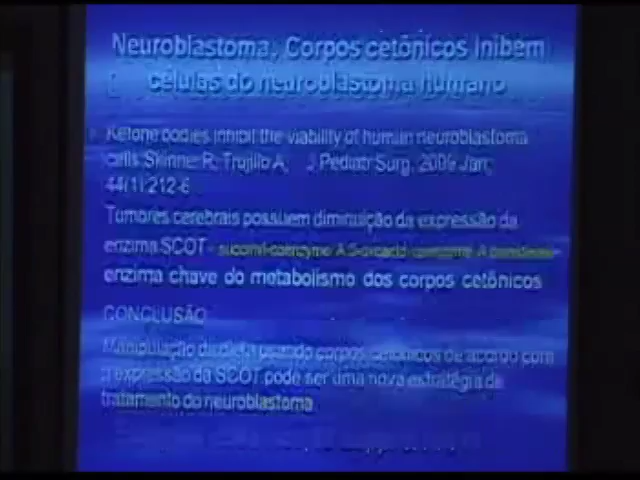 Neuroblastoma, Corpos cetônicos Inibem
células do neuroblastoma humano
Ketone bodies inhibit the viability of human neuroblastoma
cells Skinner R, Trujillo A, J Pediatr Surg. 2009 Jan;
44(1):212-6
Tumores cerebrais possuem diminuição da expressão da
enzima SCOT -
enzima chave do metabolismo dos corpos cetônicos
CONCLUSÃO
Manipulação da dieta corpos cetônicos de acordo com
a expressão da SCOT pode ser uma nova estratégia de
tratamento do neuroblastoma